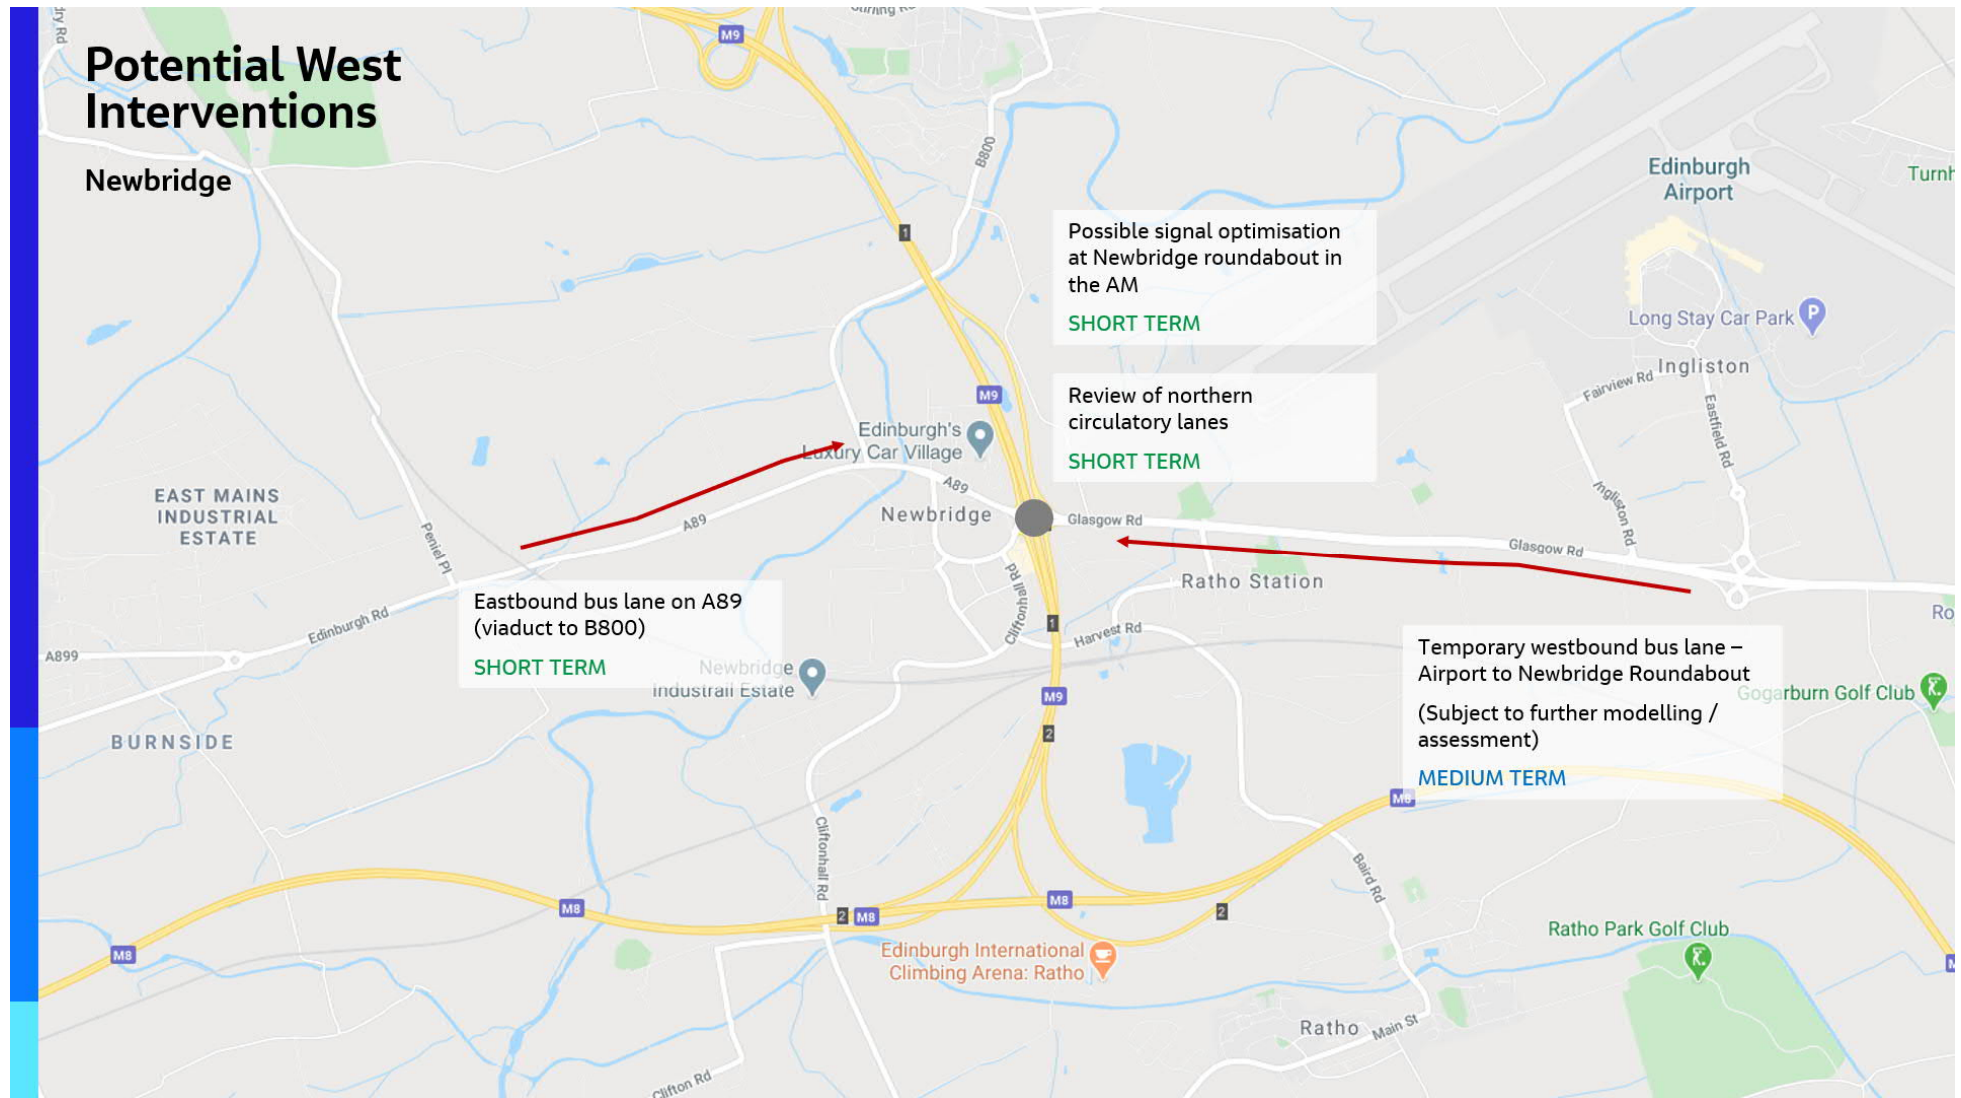 Potential West
Interventions
Newbridge
M9
B800
Edinburgh
Airport
1
Possible signal optimisation
at Newbridge roundabout in
the AM
SHORT TERM
Long Stay Car Park
P
Ingliston
Fairview Rd
Eastfield Rd
M9
Review of northern
circulatory lanes
SHORT TERM
Edinburgh's
Luxury Car Village
A89
EAST MAINS
INDUSTRIAL
ESTATE
Peniel Pl
A89
Newbridge
Glasgow Rd
Ingliston Rd
Glasgow Rd
Ratho Station
Cliftonhall Rd
Eastbound bus lane on A89
(viaduct to B800)
SHORT TERM
Edinburgh Rd
A899
1
Harvest Rd
Newbridge
Industrail Estate
Temporary westbound bus lane –
Airport to Newbridge Roundabout
(Subject to further modelling /
assessment)
MEDIUM TERM
Gogarburn Golf Club
M9
2
BURNSIDE
M8
Cliftonhall Rd
Baird Rd
M8
2
M8
M8
2
M8
Edinburgh International
Climbing Arena: Ratho
Ratho Park Golf Club
Ratho
Main St
Clifton Rd